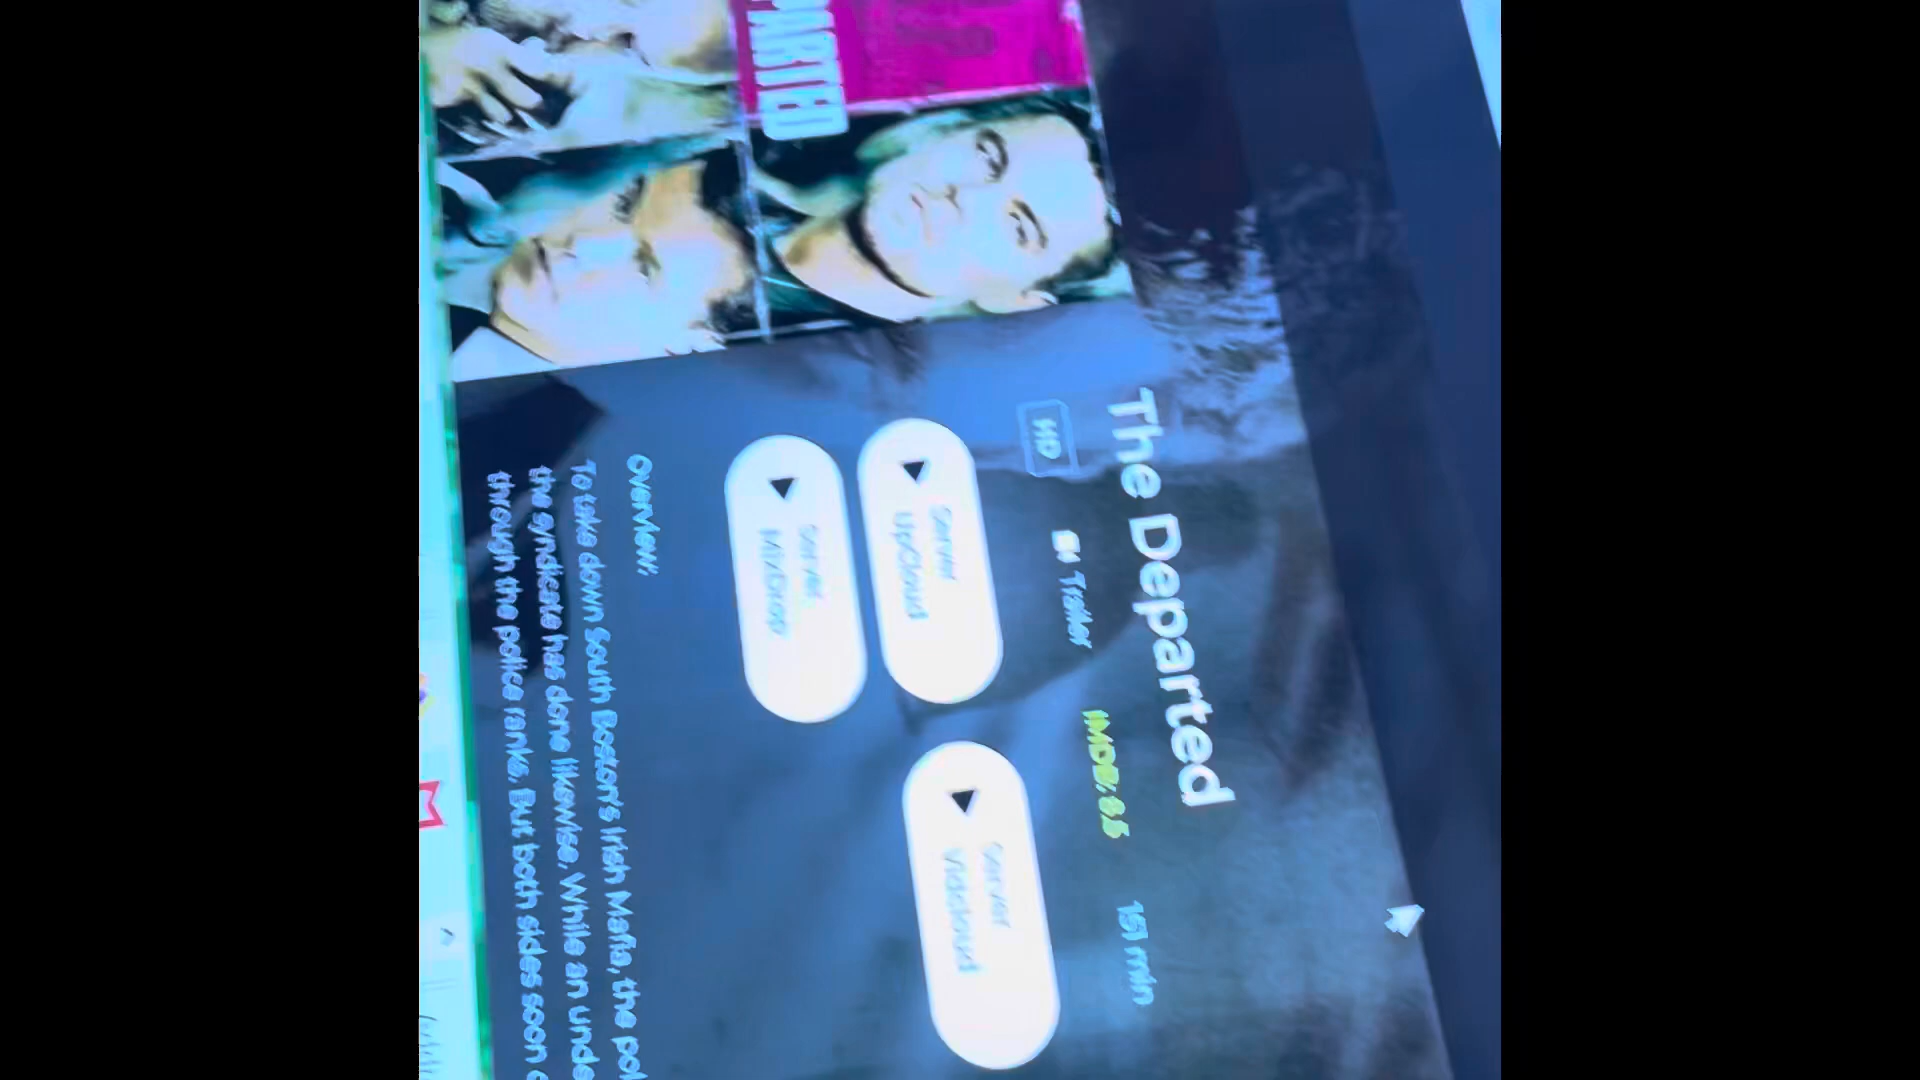 ARTED
The Departed
HD
Trailer
IMDB: 8.5
151 min
Server
UpCloud
Server
Vidcloud
Server
MixDrop
Overview:
To take down South Boston's Irish Mafia, the pol
the syndicate has done likewise. While an unde
through the police ranks. But both sides soon